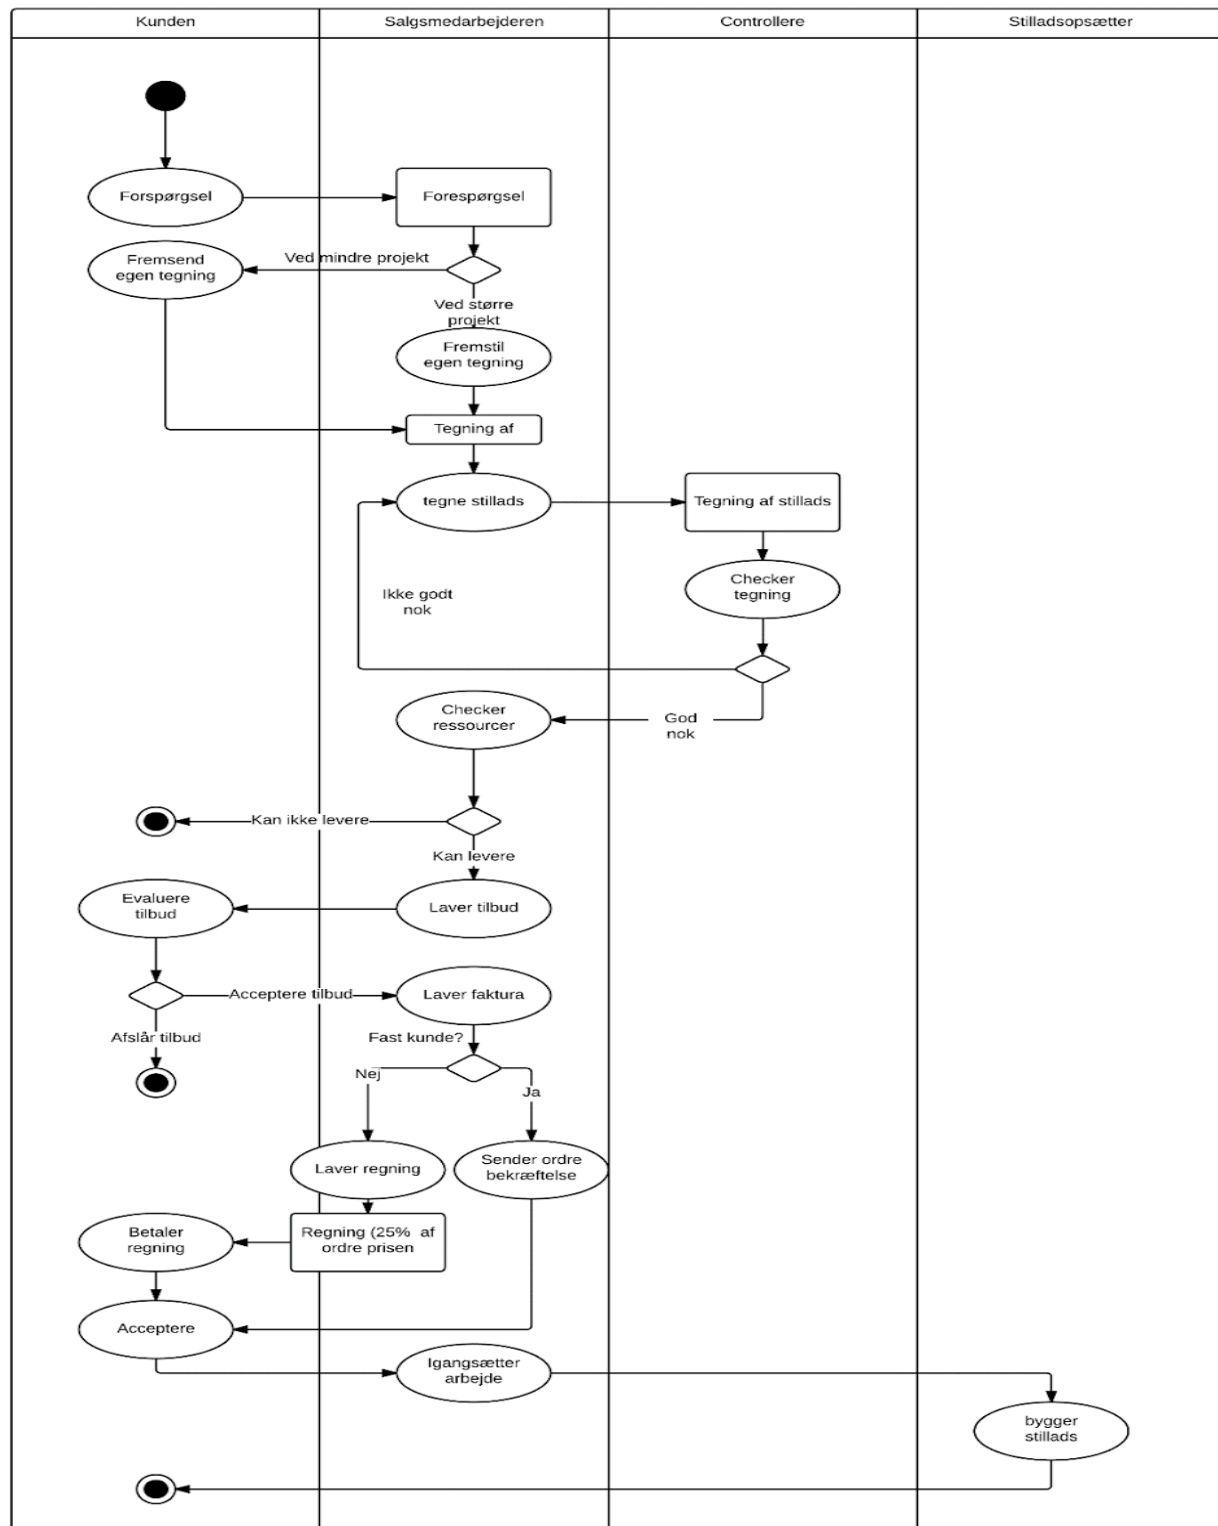 Kunden
Salgsmedarbejderen
Controllere
Stilladsopsætter
Forspørgsel
Forespørgsel
Fremsend
egen tegning
Ved mindre projekt
Ved større
projekt
Fremstil
egen tegning
Tegning af
tegne stillads
Tegning af stillads
Checker
tegning
Ikke godt
nok
Checker
ressourcer
God
nok
Kan ikke levere
Kan levere
Evaluere
tilbud
Laver tilbud
Acceptere tilbud
Laver faktura
Afslår tilbud
Fast kunde?
Nej
Ja
Laver regning
Sender ordre
bekræftelse
Betaler
regning
Regning (25%  af
ordre prisen
Acceptere
Igangsætter
arbejde
bygger
stillads